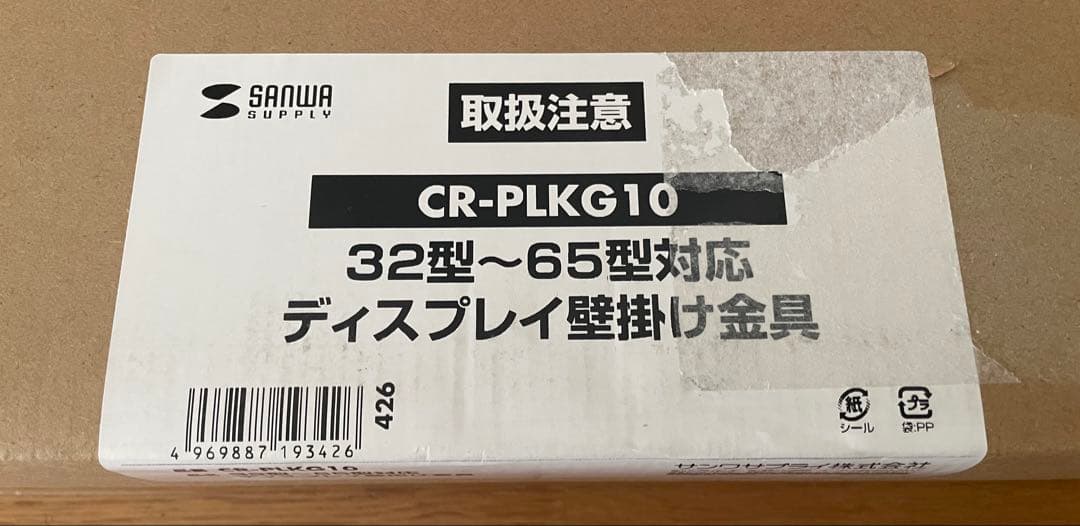 SANWA
SUPPLY
取扱注意
CR-PLKG10
32型～65型対応
ディスプレイ壁掛け金具
426
4 969887 193426
紙
シール
プラ
袋:PP
CR-PLKG10
サンワサプライ株式会社